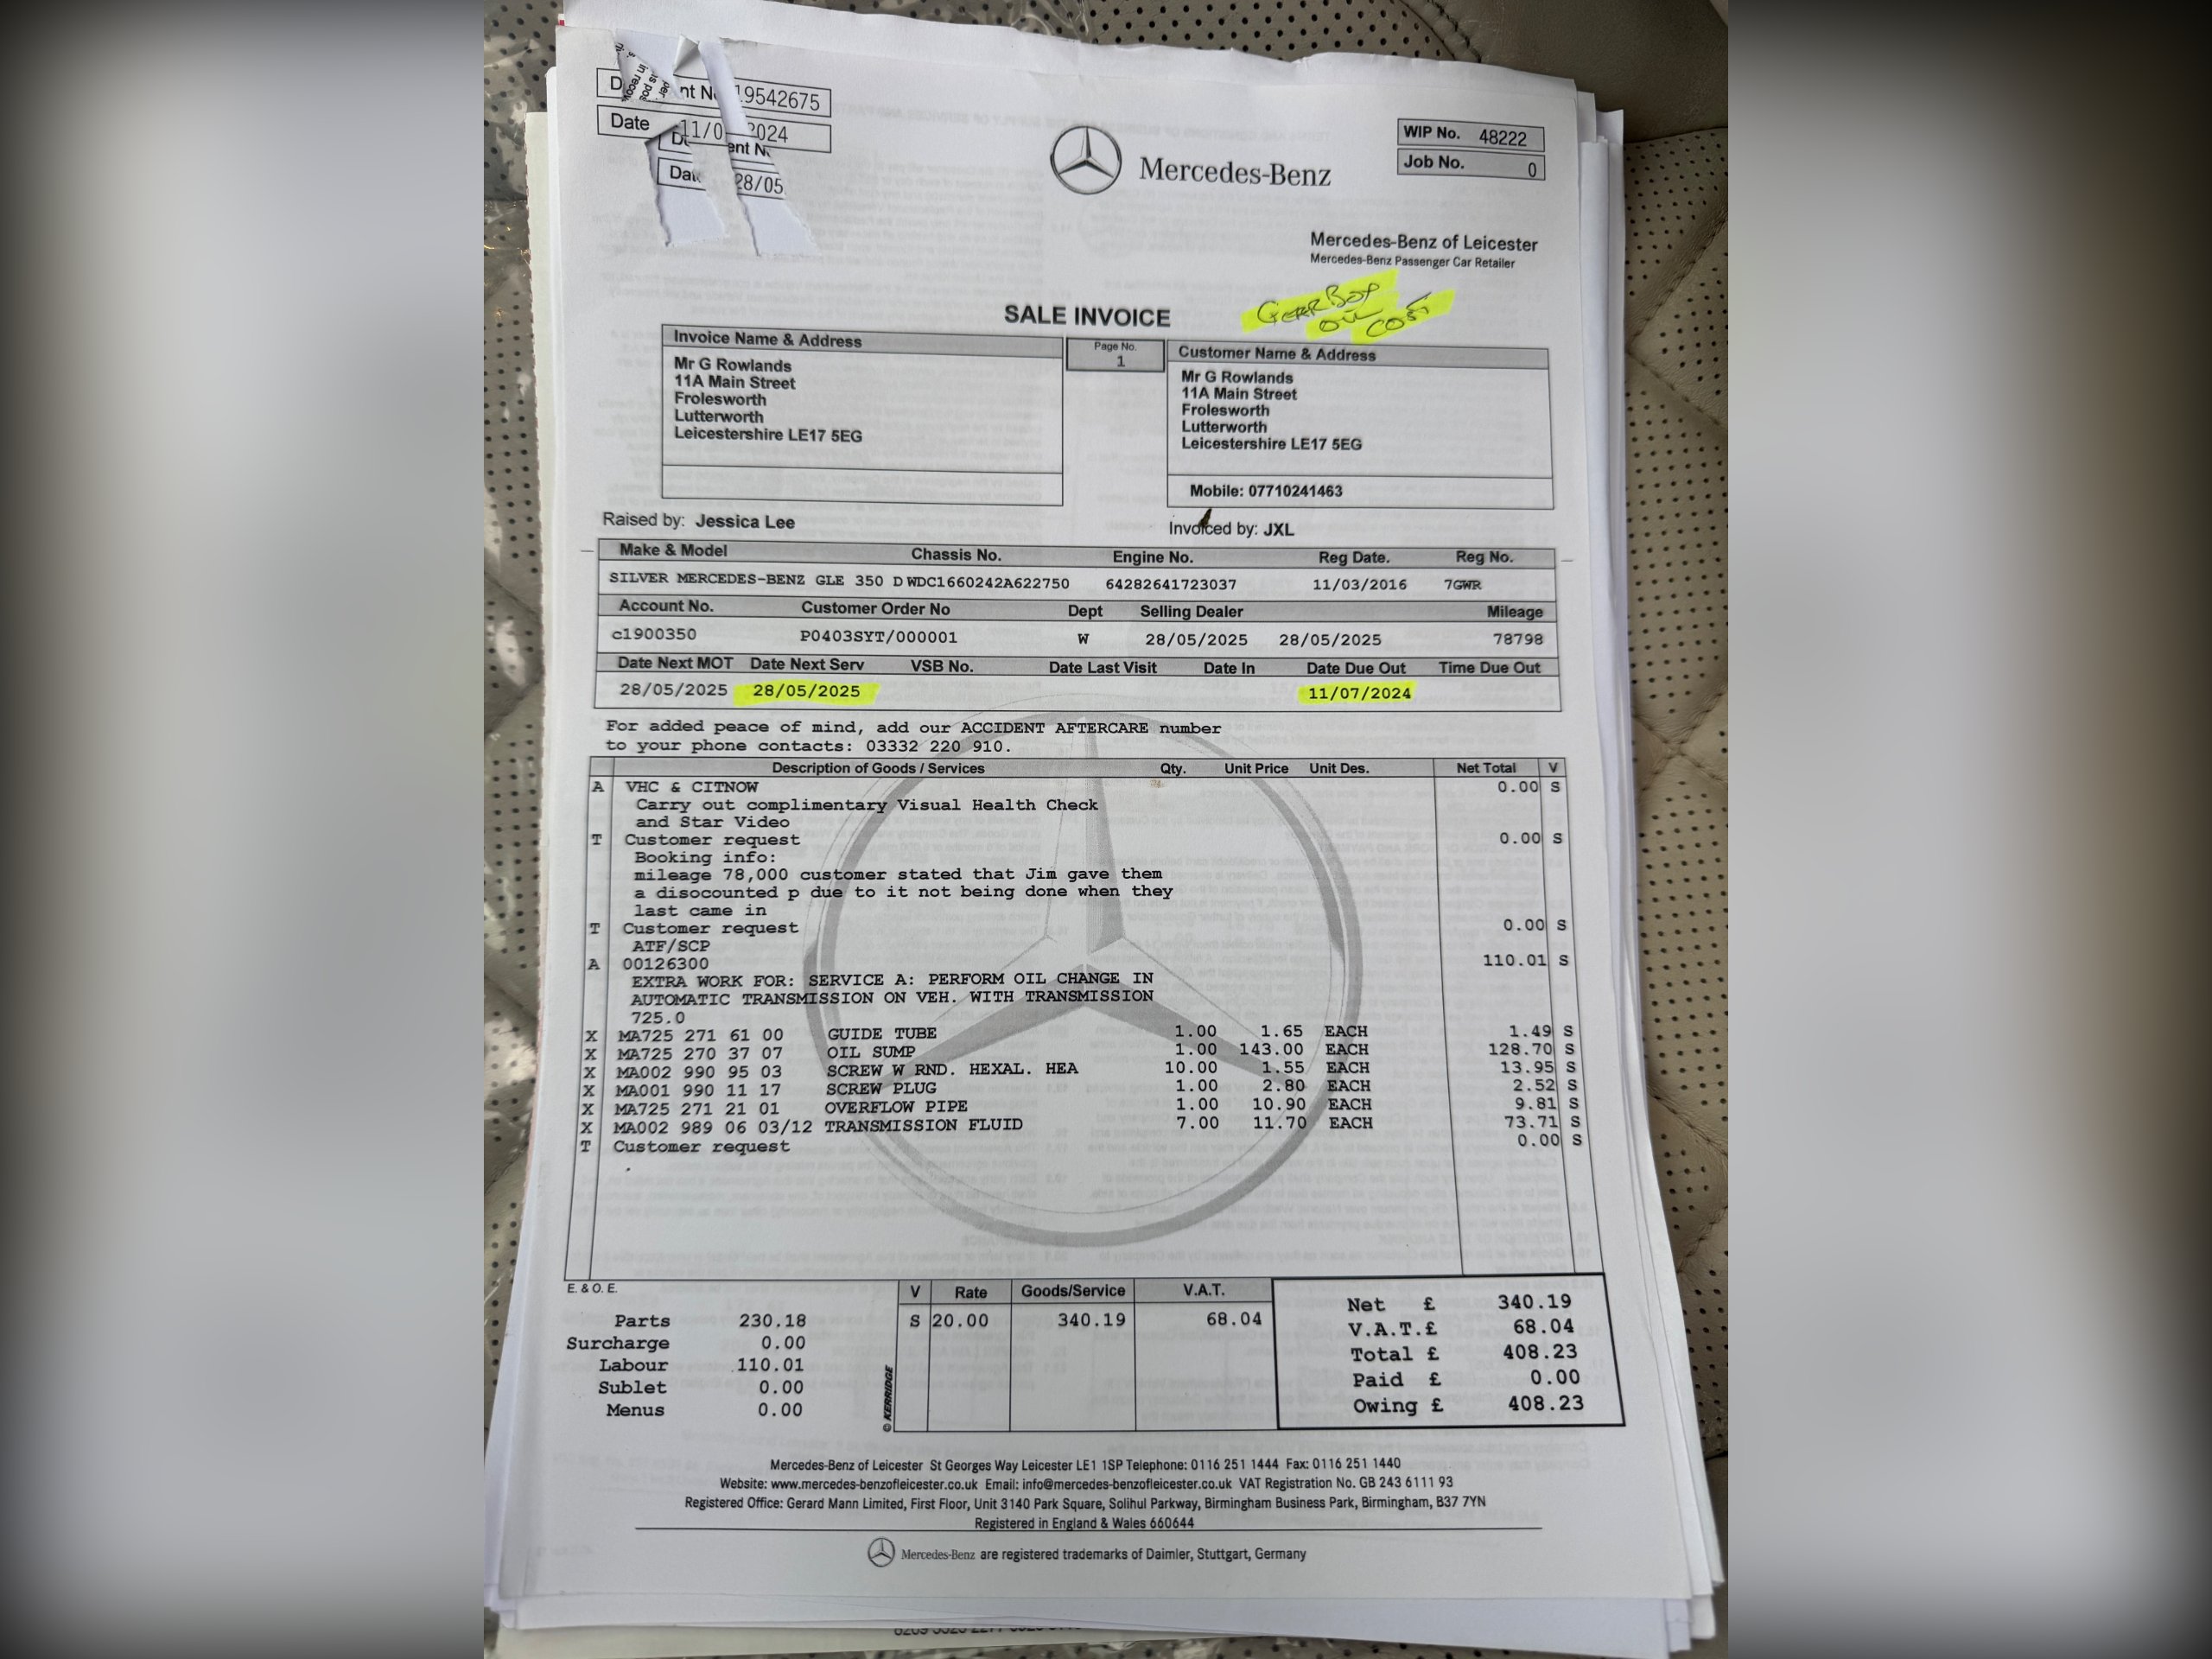 nt No 19542675
Date 11/0 2024
ent N
28/05
WIP No. 48222
Job No. 0
Mercedes-Benz
Mercedes-Benz of Leicester
Mercedes-Benz Passenger Car Retailer
GERRBOX
OIL COST
SALE INVOICE
Invoice Name & Address
Mr G Rowlands
11A Main Street
Frolesworth
Lutterworth
Leicestershire LE17 5EG
Page No.
1
Customer Name & Address
Mr G Rowlands
11A Main Street
Frolesworth
Lutterworth
Leicestershire LE17 5EG
Mobile: 07710241463
Raised by: Jessica Lee
Invoiced by: JXL
Make & Model Chassis No. Engine No. Reg Date. Reg No.
SILVER MERCEDES-BENZ GLE 350 D WDC1660242A622750 64282641723037 11/03/2016 7GWR
Account No. Customer Order No Dept Selling Dealer Mileage
c1900350 P0403SYT/000001 W 28/05/2025 28/05/2025 78798
Date Next MOT Date Next Serv VSB No. Date Last Visit Date In Date Due Out Time Due Out
28/05/2025 28/05/2025 11/07/2024
For added peace of mind, add our ACCIDENT AFTERCARE number
to your phone contacts: 03332 220 910.
Description of Goods / Services Qty. Unit Price Unit Des. Net Total V
A VHC & CITNOW 0.00 S
Carry out complimentary Visual Health Check
and Star Video
T Customer request 0.00 S
Booking info:
mileage 78,000 customer stated that Jim gave them
a disocounted p due to it not being done when they
last came in
T Customer request 0.00 S
ATF/SCP
A 00126300 110.01 S
EXTRA WORK FOR: SERVICE A: PERFORM OIL CHANGE IN
AUTOMATIC TRANSMISSION ON VEH. WITH TRANSMISSION
725.0
X MA725 271 61 00 GUIDE TUBE 1.00 1.65 EACH 1.49 S
X MA725 270 37 07 OIL SUMP 1.00 143.00 EACH 128.70 S
X MA002 990 95 03 SCREW W RND. HEXAL. HEA 10.00 1.55 EACH 13.95 S
X MA001 990 11 17 SCREW PLUG 1.00 2.80 EACH 2.52 S
X MA725 271 21 01 OVERFLOW PIPE 1.00 10.90 EACH 9.81 S
X MA002 989 06 03/12 TRANSMISSION FLUID 7.00 11.70 EACH 73.71 S
T Customer request 0.00 S
.
E. & O. E.
Parts 230.18
Surcharge 0.00
Labour 110.01
Sublet 0.00
Menus 0.00
© KERRIDGE
V Rate Goods/Service V.A.T.
S 20.00 340.19 68.04
Net £ 340.19
V.A.T.£ 68.04
Total £ 408.23
Paid £ 0.00
Owing £ 408.23
Mercedes-Benz of Leicester St Georges Way Leicester LE1 1SP Telephone: 0116 251 1444 Fax: 0116 251 1440
Website: www.mercedes-benzofleicester.co.uk Email: info@mercedes-benzofleicester.co.uk VAT Registration No. GB 243 6111 93
Registered Office: Gerard Mann Limited, First Floor, Unit 3140 Park Square, Solihul Parkway, Birmingham Business Park, Birmingham, B37 7YN
Registered in England & Wales 660644
Mercedes-Benz are registered trademarks of Daimler, Stuttgart, Germany